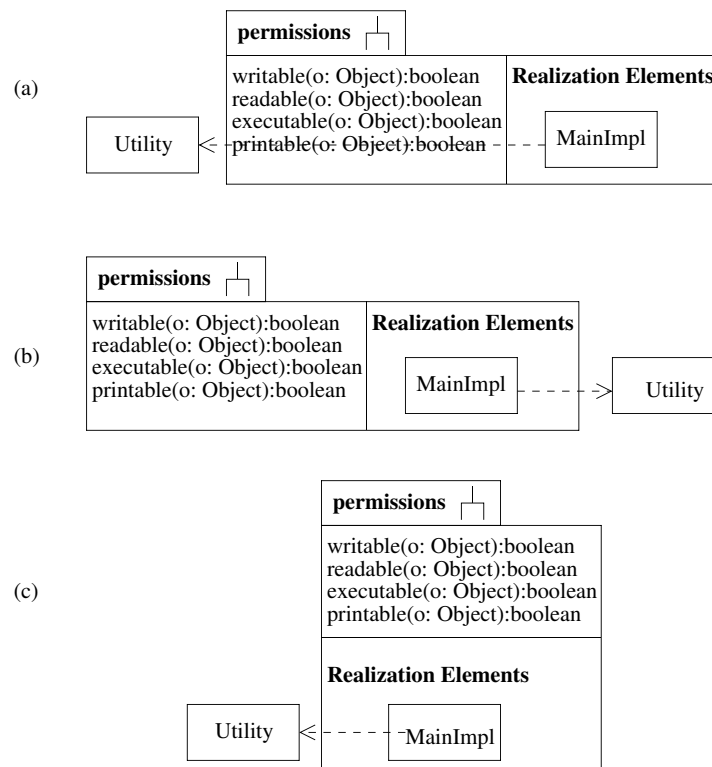 permissions
(a)
writable(o: Object):boolean
readable(o: Object):boolean
executable(o: Object):boolean
printable(o: Object):boolean
Realization Elements
Utility
MainImpl
permissions
(b)
writable(o: Object):boolean
readable(o: Object):boolean
executable(o: Object):boolean
printable(o: Object):boolean
Realization Elements
MainImpl
Utility
permissions
(c)
writable(o: Object):boolean
readable(o: Object):boolean
executable(o: Object):boolean
printable(o: Object):boolean
Realization Elements
Utility
MainImpl